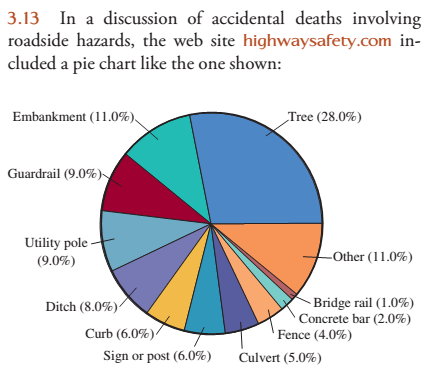 3.13 In a discussion of accidental deaths involving
roadside hazards, the web site highwaysafety.com in-
cluded a pie chart like the one shown:
Embankment (11.0%)
Tree (28.0%)
Guardrail (9.0%)
Utility pole
(9.0%)
Other (11.0%)
Ditch (8.0%)
Bridge rail (1.0%)
Concrete bar (2.0%)
Curb (6.0%)
Fence (4.0%)
Sign or post (6.0%)
Culvert (5.0%)